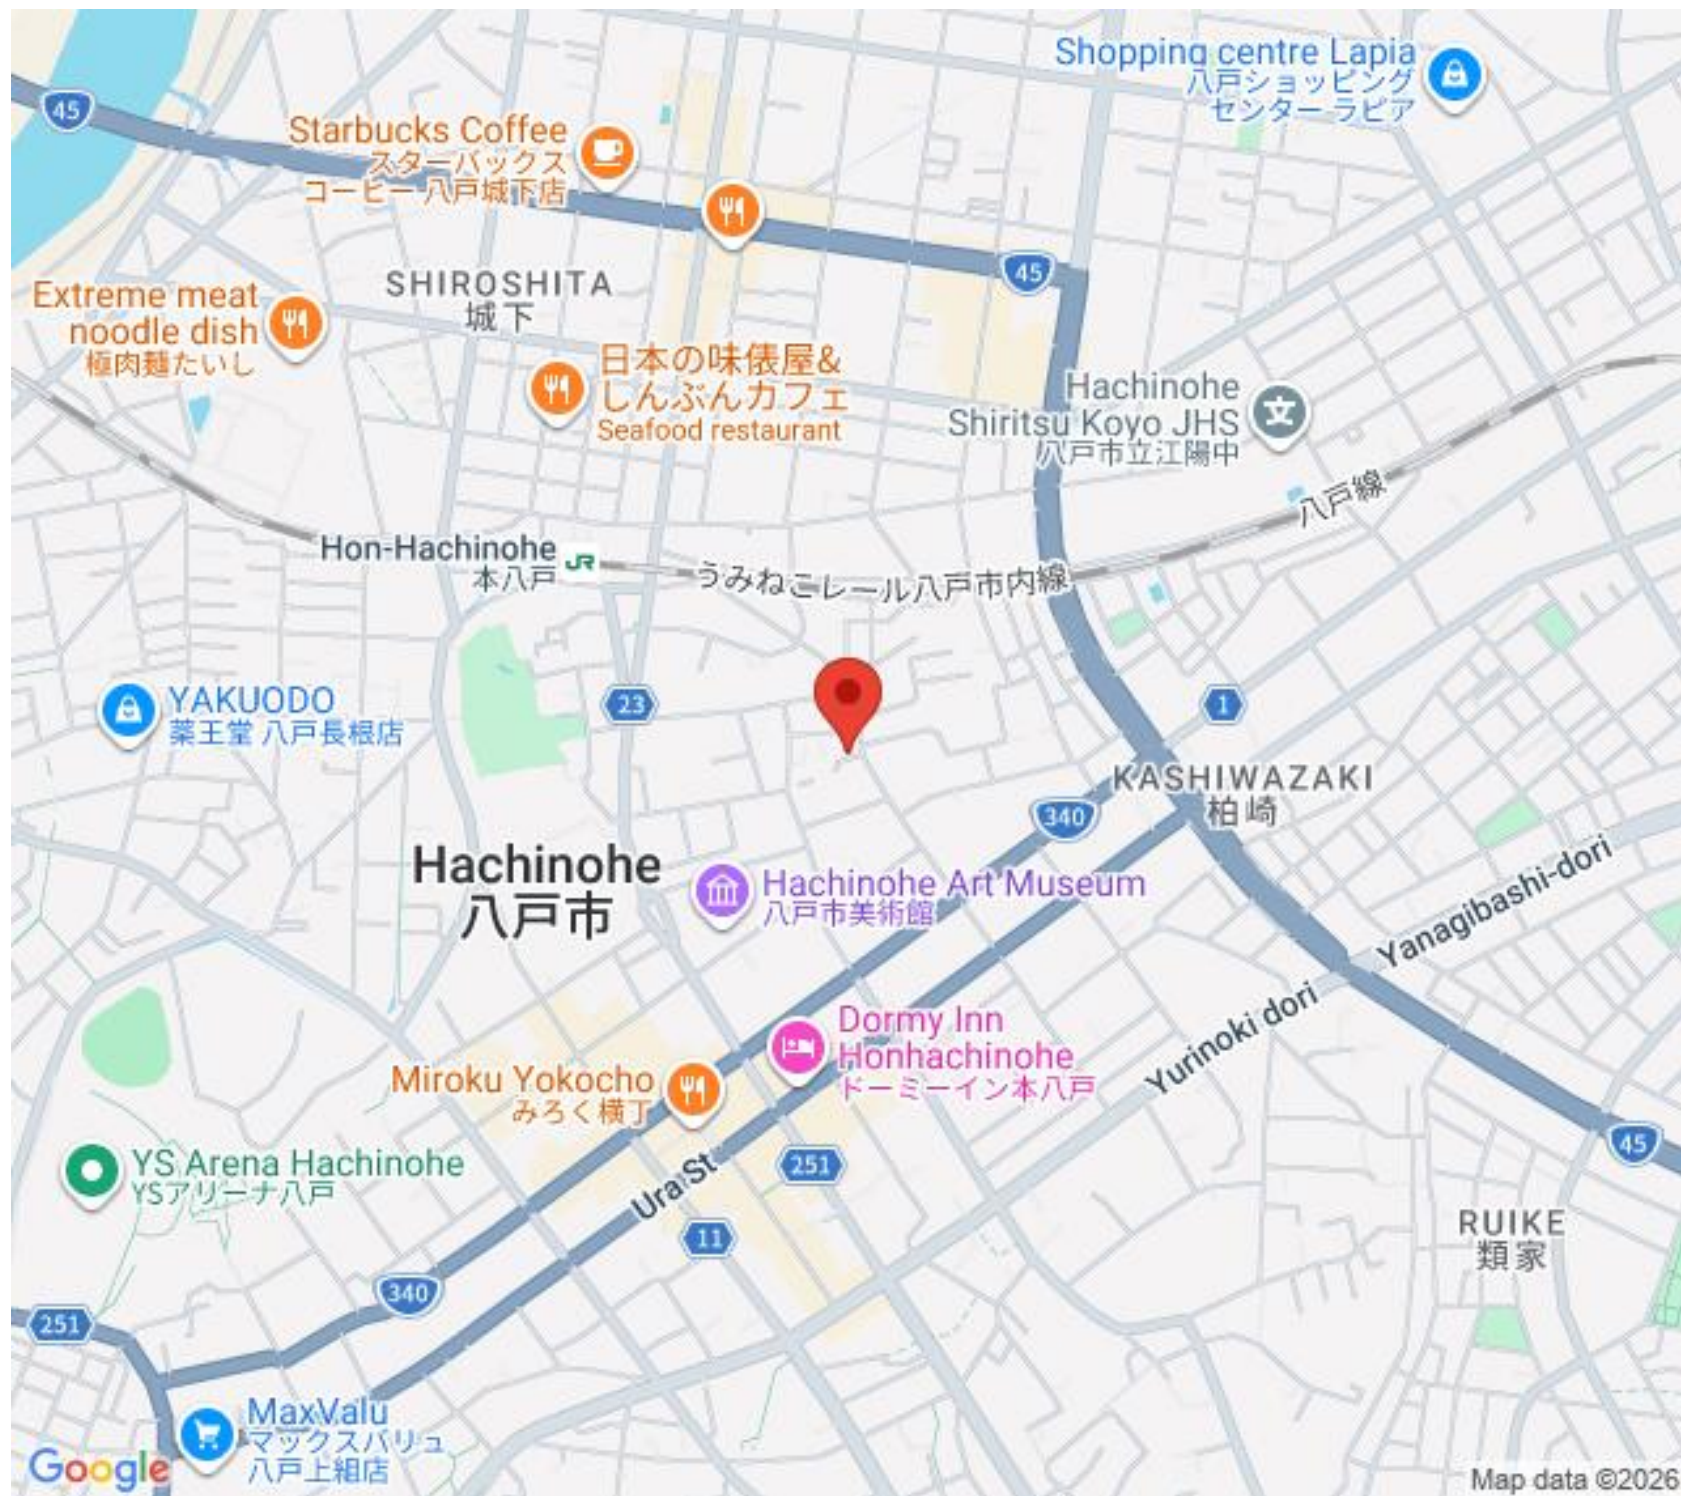 Shopping centre Lapia
八戸ショッピング
センター ラピア
45
Starbucks Coffee
スターバックス
コーヒー 八戸城下店
45
SHIROSHITA
城下
Extreme meat
noodle dish
極肉麺たいし
日本の味俵屋&
しんぶんカフェ
Seafood restaurant
Hachinohe
Shiritsu Koyo JHS
八戸市立江陽中
八戸線
Hon-Hachinohe
本八戸
JR
うみねこレール八戸市内線
YAKUODO
薬王堂 八戸長根店
23
1
KASHIWAZAKI
柏崎
340
Hachinohe
八戸市
Hachinohe Art Museum
八戸市美術館
Yanagibashi-dori
Yurinoki dori
Dormy Inn
Honhachinohe
ドーミーイン本八戸
Miroku Yokocho
みろく横丁
YS Arena Hachinohe
YSアリーナ八戸
251
Ura St
11
45
RUIKE
類家
340
251
MaxValu
マックスバリュ
八戸上組店
Google
Map data ©2026